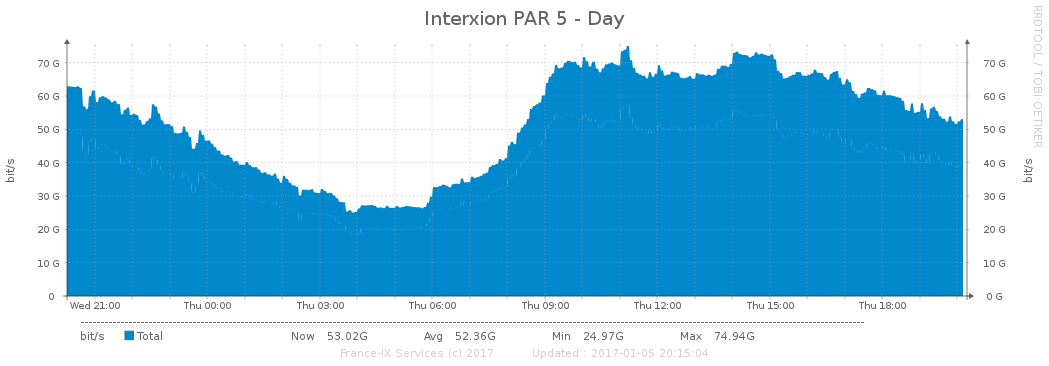 Interxion PAR 5 - Day
RRDTOOL / TOBI OETIKER
bit/s
bit/s
70 G 70 G
60 G 60 G
50 G 50 G
40 G 40 G
30 G 30 G
20 G 20 G
10 G 10 G
0 0 G
Wed 21:00 Thu 00:00 Thu 03:00 Thu 06:00 Thu 09:00 Thu 12:00 Thu 15:00 Thu 18:00
bit/s Total Now 53.02G Avg 52.36G Min 24.97G Max 74.94G
France-IX Services (c) 2017 Updated : 2017-01-05 20:15:04